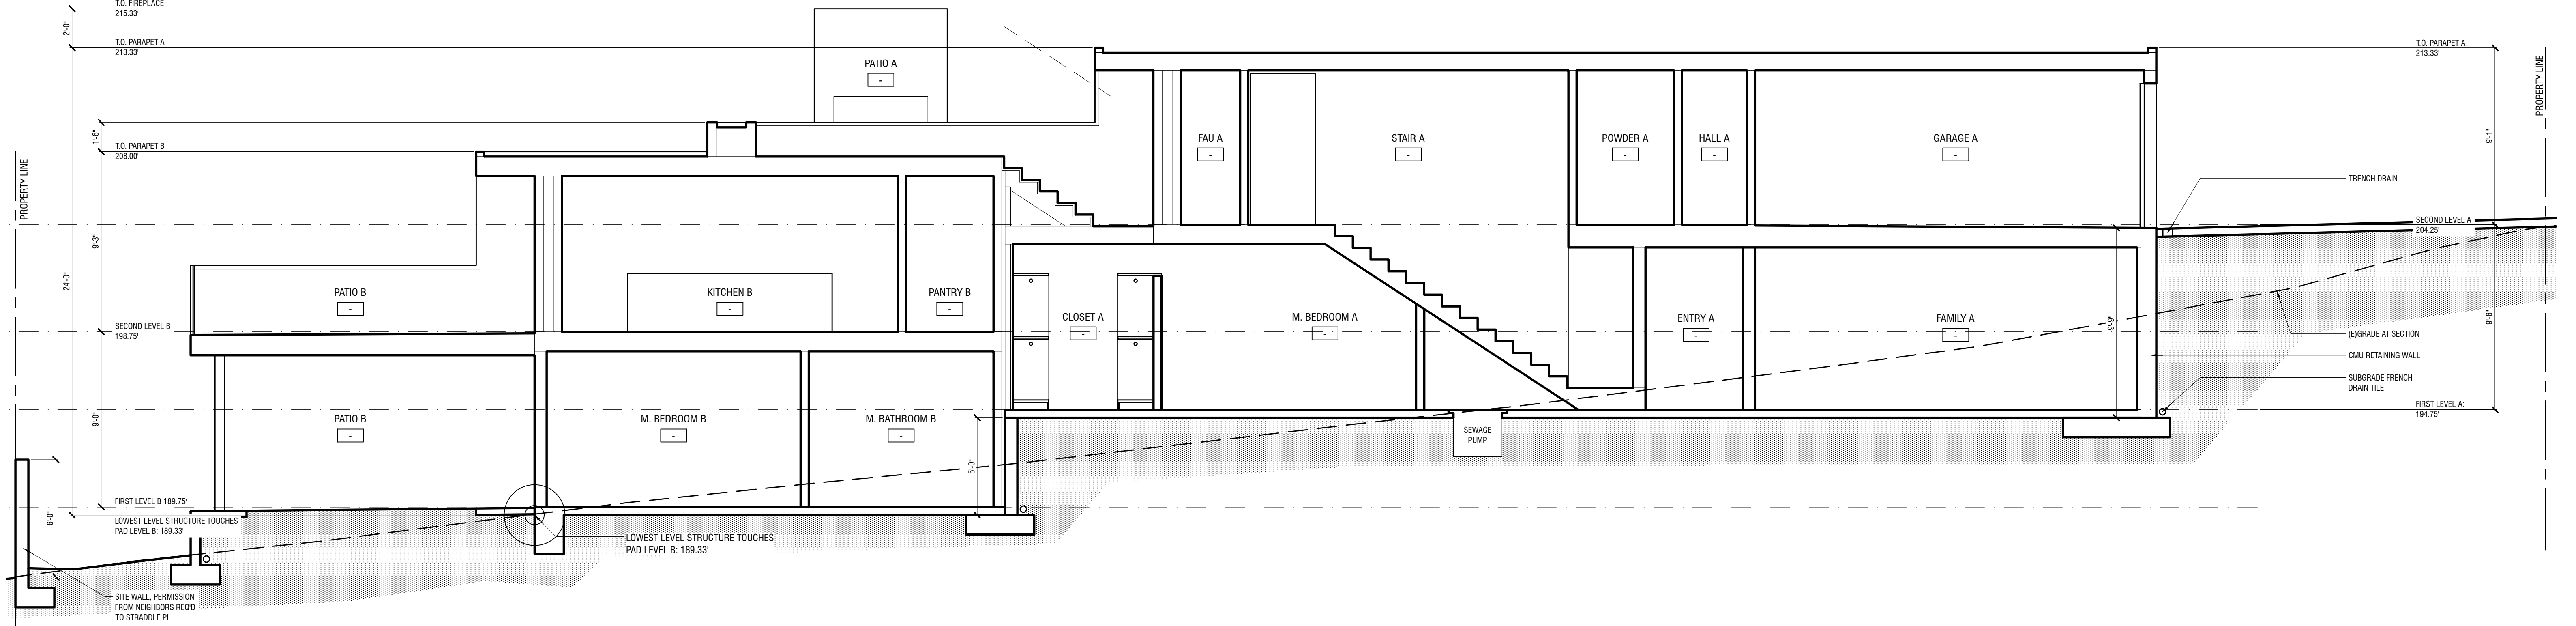 T.O. FIREPLACE
215.33'
2'-0"
T.O. PARAPET A
213.33'
T.O. PARAPET A
213.33'
PROPERTY LINE
PATIO A
-
1'-6"
T.O. PARAPET B
208.00'
PROPERTY LINE
FAU A
-
STAIR A
-
POWDER A
-
HALL A
-
GARAGE A
-
9'-1"
TRENCH DRAIN
SECOND LEVEL A
204.25'
9'-3"
24'-0"
PATIO B
-
KITCHEN B
-
PANTRY B
-
CLOSET A
-
M. BEDROOM A
-
ENTRY A
-
FAMILY A
-
9'-9"
9'-6"
SECOND LEVEL B
198.75'
(E)GRADE AT SECTION
CMU RETAINING WALL
SUBGRADE FRENCH
DRAIN TILE
FIRST LEVEL A:
194.75'
9'-0"
PATIO B
-
M. BEDROOM B
-
M. BATHROOM B
-
SEWAGE
PUMP
5'-0"
6'-0"
FIRST LEVEL B 189.75'
LOWEST LEVEL STRUCTURE TOUCHES
PAD LEVEL B: 189.33'
LOWEST LEVEL STRUCTURE TOUCHES
PAD LEVEL B: 189.33'
SITE WALL, PERMISSION
FROM NEIGHBORS REQ'D
TO STRADDLE PL